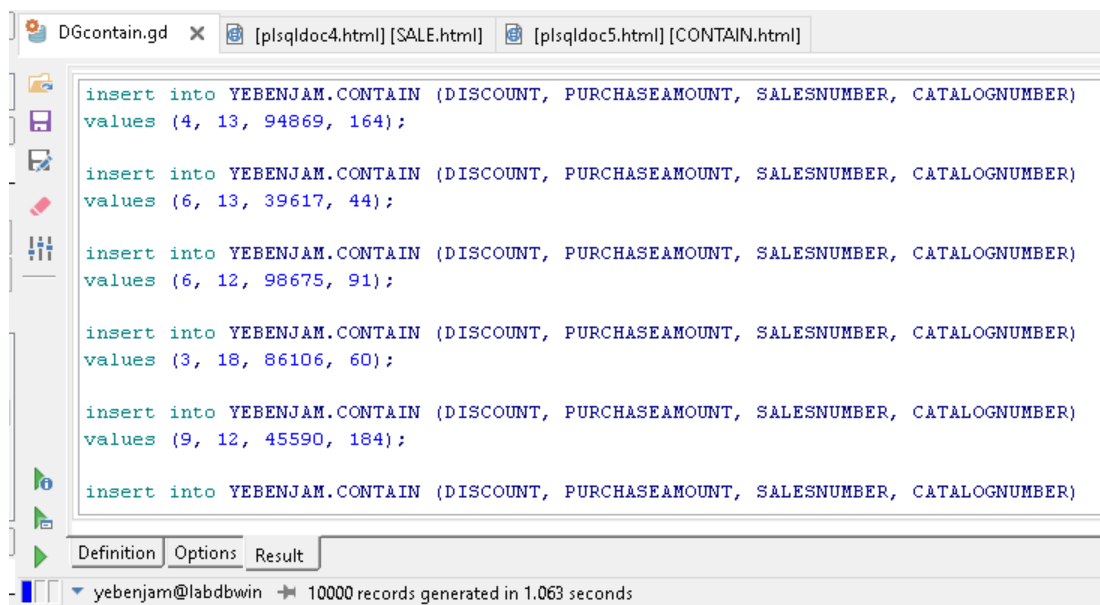 DGcontain.gd
[plsqldoc4.html] [SALE.html]
[plsqldoc5.html] [CONTAIN.html]
insert into YEBENJAM.CONTAIN (DISCOUNT, PURCHASEAMOUNT, SALESNUMBER, CATALOGNUMBER)
values (4, 13, 94869, 164);
insert into YEBENJAM.CONTAIN (DISCOUNT, PURCHASEAMOUNT, SALESNUMBER, CATALOGNUMBER)
values (6, 13, 39617, 44);
insert into YEBENJAM.CONTAIN (DISCOUNT, PURCHASEAMOUNT, SALESNUMBER, CATALOGNUMBER)
values (6, 12, 98675, 91);
insert into YEBENJAM.CONTAIN (DISCOUNT, PURCHASEAMOUNT, SALESNUMBER, CATALOGNUMBER)
values (3, 18, 86106, 60);
insert into YEBENJAM.CONTAIN (DISCOUNT, PURCHASEAMOUNT, SALESNUMBER, CATALOGNUMBER)
values (9, 12, 45590, 184);
insert into YEBENJAM.CONTAIN (DISCOUNT, PURCHASEAMOUNT, SALESNUMBER, CATALOGNUMBER)
Definition Options Result
yebenjam@labdbwin 10000 records generated in 1.063 seconds